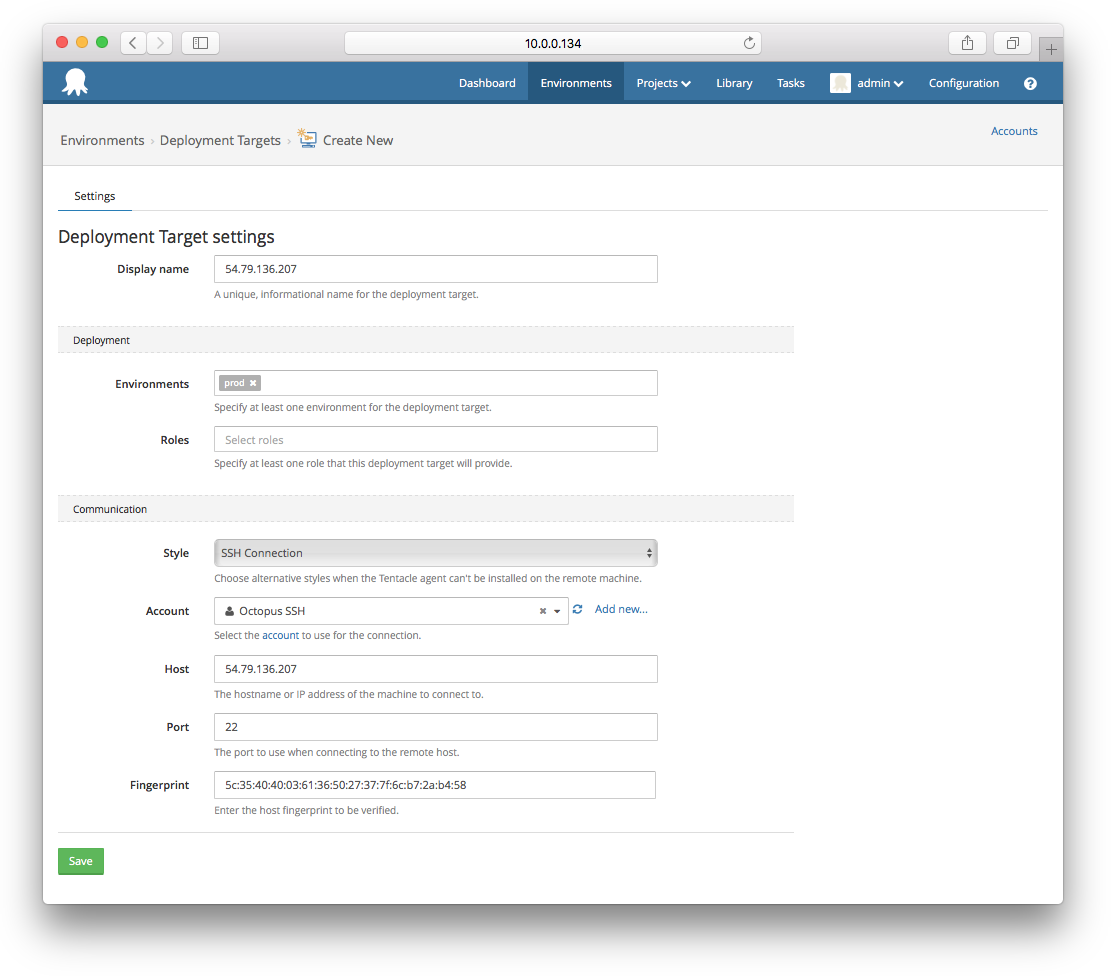 10.0.0.134
Dashboard Environments Projects Library Tasks admin Configuration ?
Environments › Deployment Targets › Create New
Accounts
Settings
Deployment Target settings
Display name 54.79.136.207
A unique, informational name for the deployment target.
Deployment
Environments prod ×
Specify at least one environment for the deployment target.
Roles Select roles
Specify at least one role that this deployment target will provide.
Communication
Style SSH Connection
Choose alternative styles when the Tentacle agent can't be installed on the remote machine.
Account Octopus SSH × Add new...
Select the account to use for the connection.
Host 54.79.136.207
The hostname or IP address of the machine to connect to.
Port 22
The port to use when connecting to the remote host.
Fingerprint 5c:35:40:40:03:61:36:50:27:37:7f:6c:b7:2a:b4:58
Enter the host fingerprint to be verified.
Save